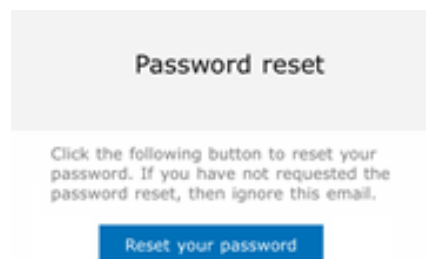 Password reset
Click the following button to reset your
password. If you have not requested the
password reset, then ignore this email.
Reset your password